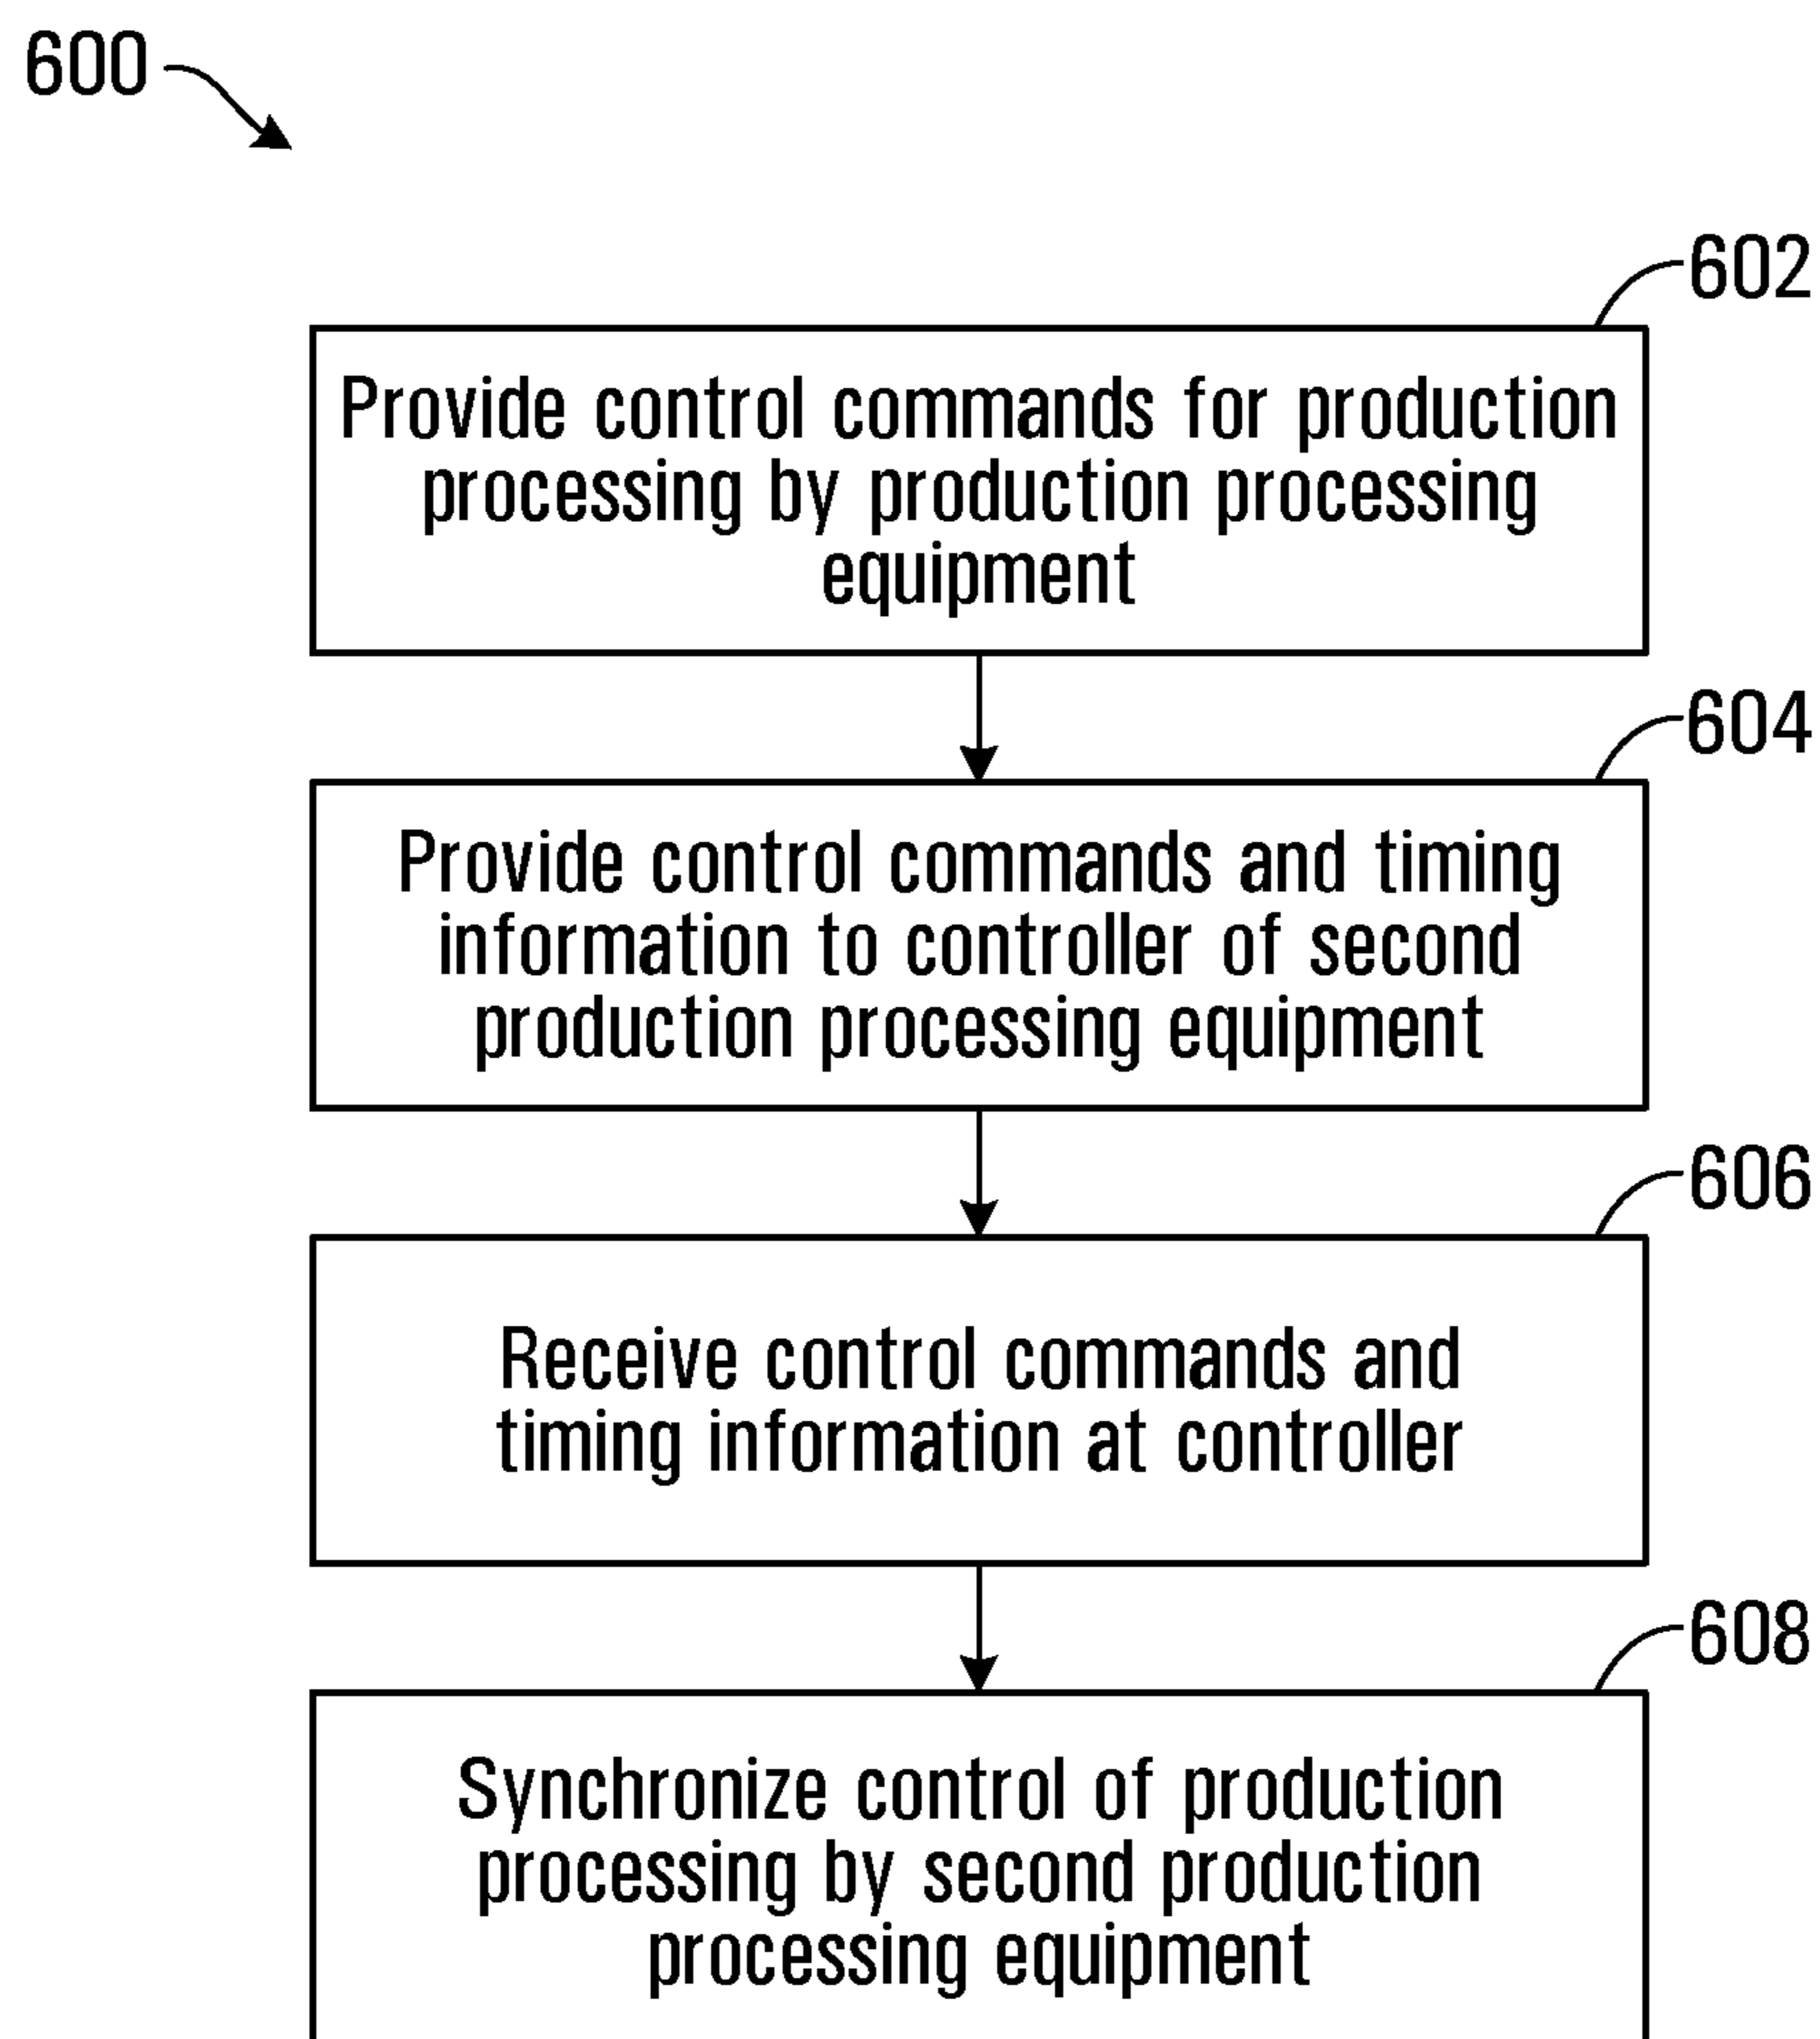 600
602
Provide control commands for production
processing by production processing
equipment
604
Provide control commands and timing
information to controller of second
production processing equipment
606
Receive control commands and
timing information at controller
608
Synchronize control of production
processing by second production
processing equipment